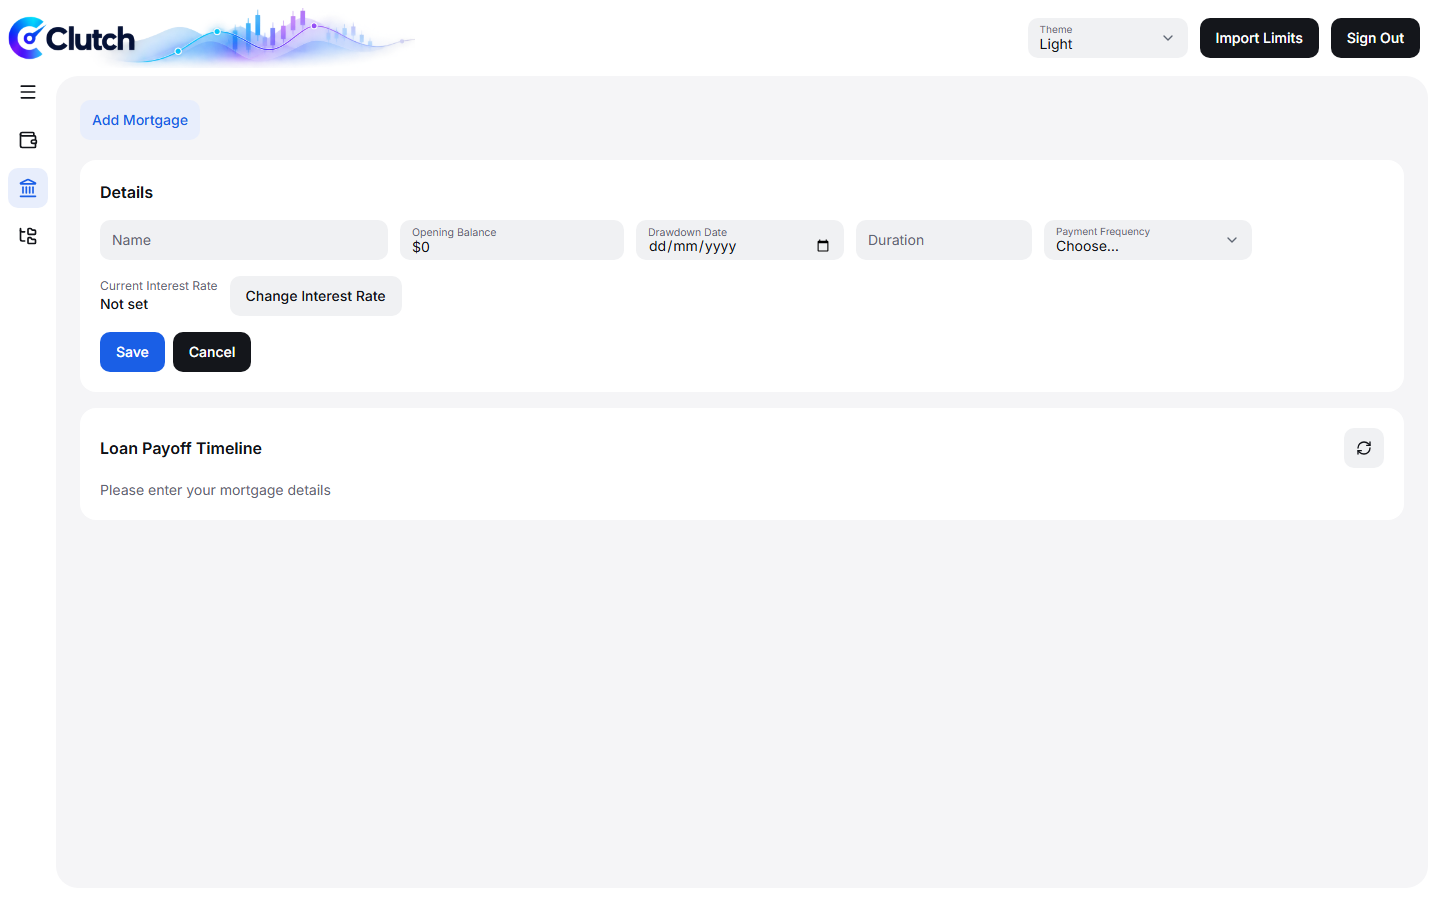 Clutch
Theme
Light
Import Limits
Sign Out
Add Mortgage
Details
Name
Opening Balance
$0
Drawdown Date
dd/mm/yyyy
Duration
Payment Frequency
Choose...
Current Interest Rate
Not set
Change Interest Rate
Save
Cancel
Loan Payoff Timeline
Please enter your mortgage details